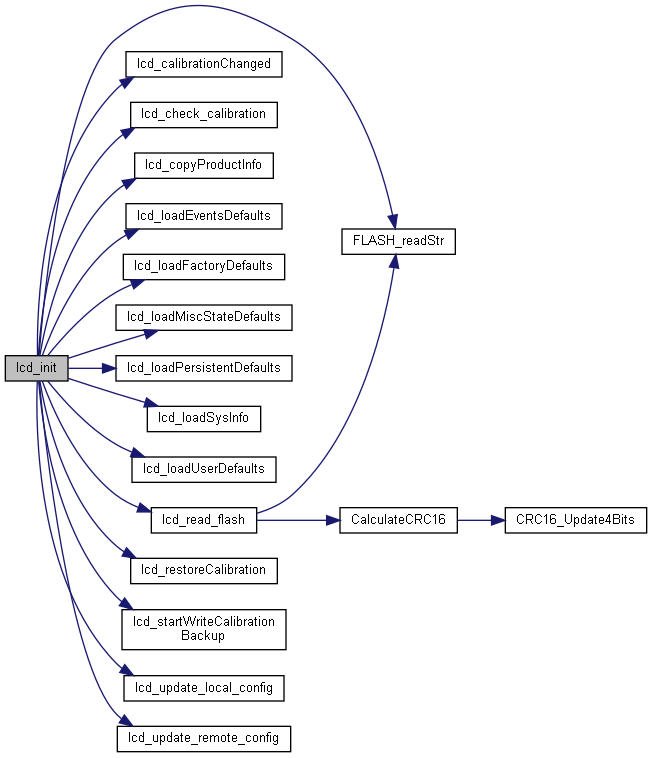 lcd_calibrationChanged
lcd_check_calibration
lcd_copyProductInfo
lcd_loadEventsDefaults
FLASH_readStr
lcd_loadFactoryDefaults
lcd_loadMiscStateDefaults
lcd_init
lcd_loadPersistentDefaults
lcd_loadSysInfo
lcd_loadUserDefaults
lcd_read_flash
CalculateCRC16
CRC16_Update4Bits
lcd_restoreCalibration
lcd_startWriteCalibration
Backup
lcd_update_local_config
lcd_update_remote_config